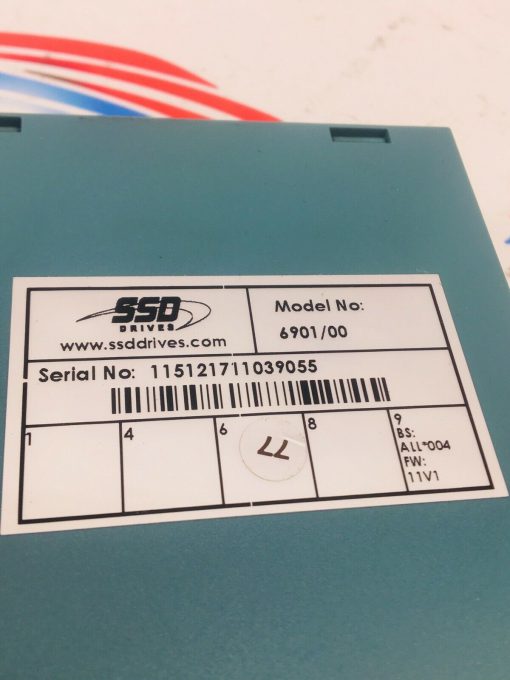 SSD
DRIVES
www.ssddrives.com
Model No:
6901/00
Serial No: 115121711039055
1
4
6
77
8
9
BS:
ALL*004
FW:
11V1